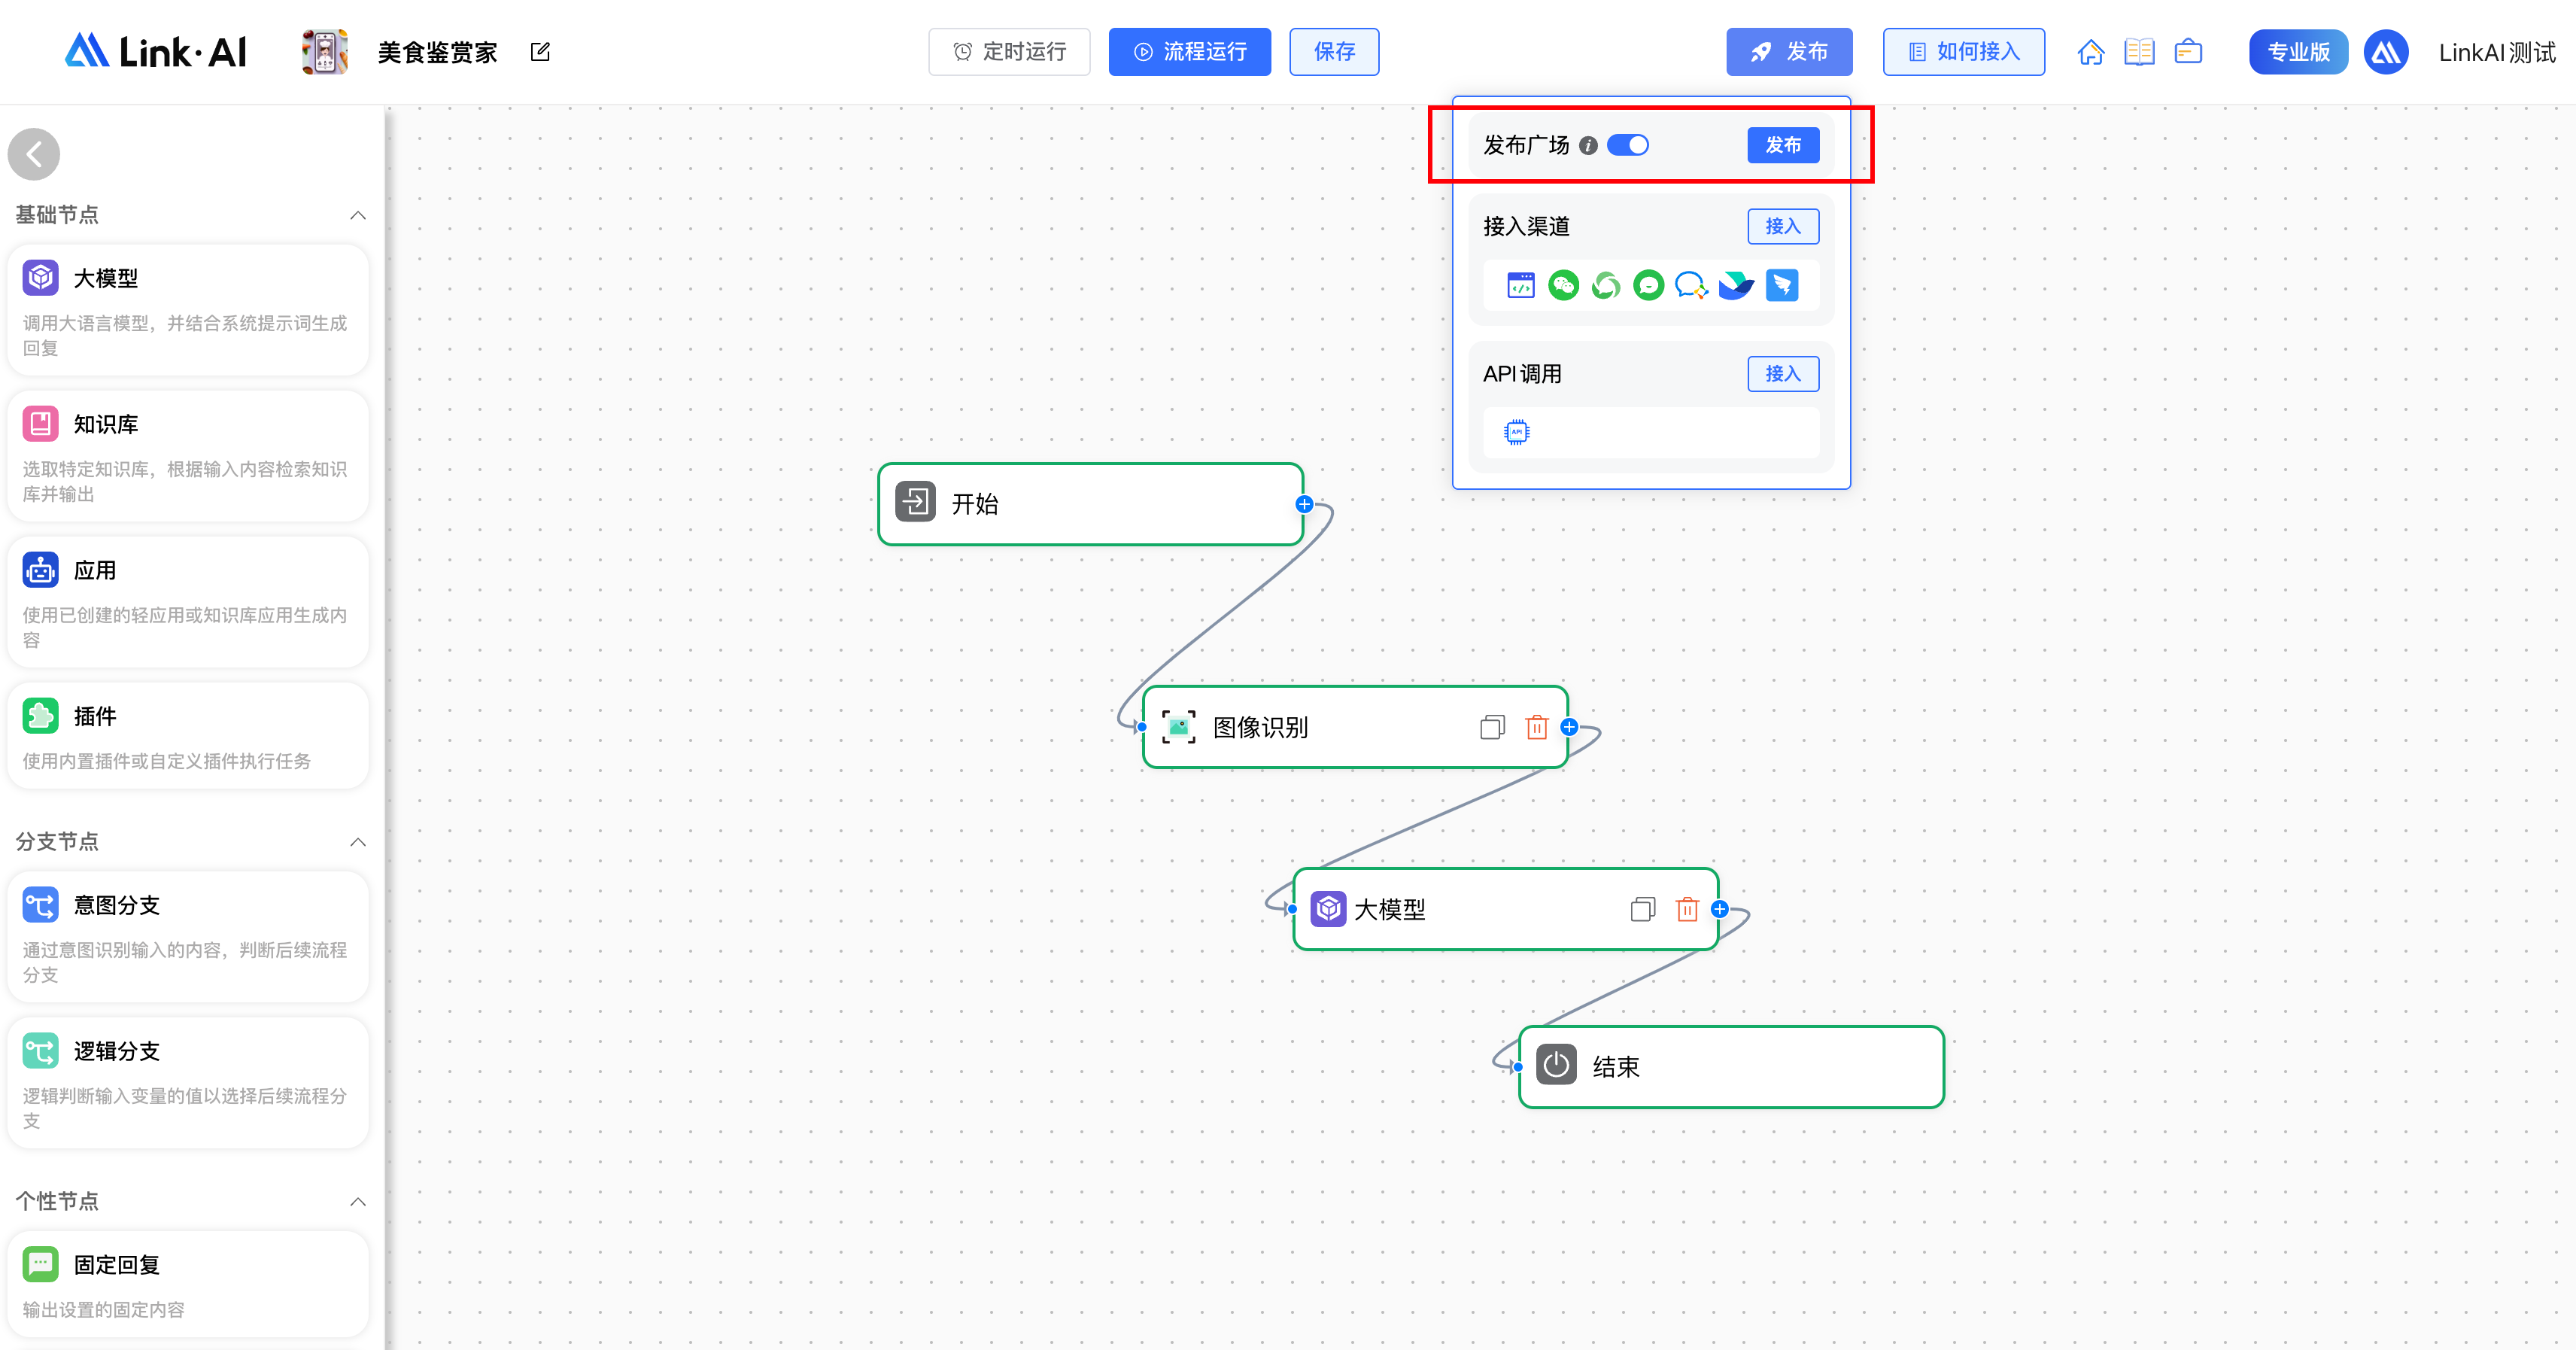 Link·AI
美食鉴赏家
定时运行
流程运行
保存
发布
如何接入
专业版
LinkAI测试
发布广场
发布
接入渠道
接入
API调用
接入
API
基础节点
大模型
调用大语言模型，并结合系统提示词生成
回复
知识库
选取特定知识库，根据输入内容检索知识
库并输出
应用
使用已创建的轻应用或知识库应用生成内
容
插件
使用内置插件或自定义插件执行任务
分支节点
意图分支
通过意图识别输入的内容，判断后续流程
分支
逻辑分支
逻辑判断输入变量的值以选择后续流程分
支
个性节点
固定回复
输出设置的固定内容
开始
图像识别
大模型
结束